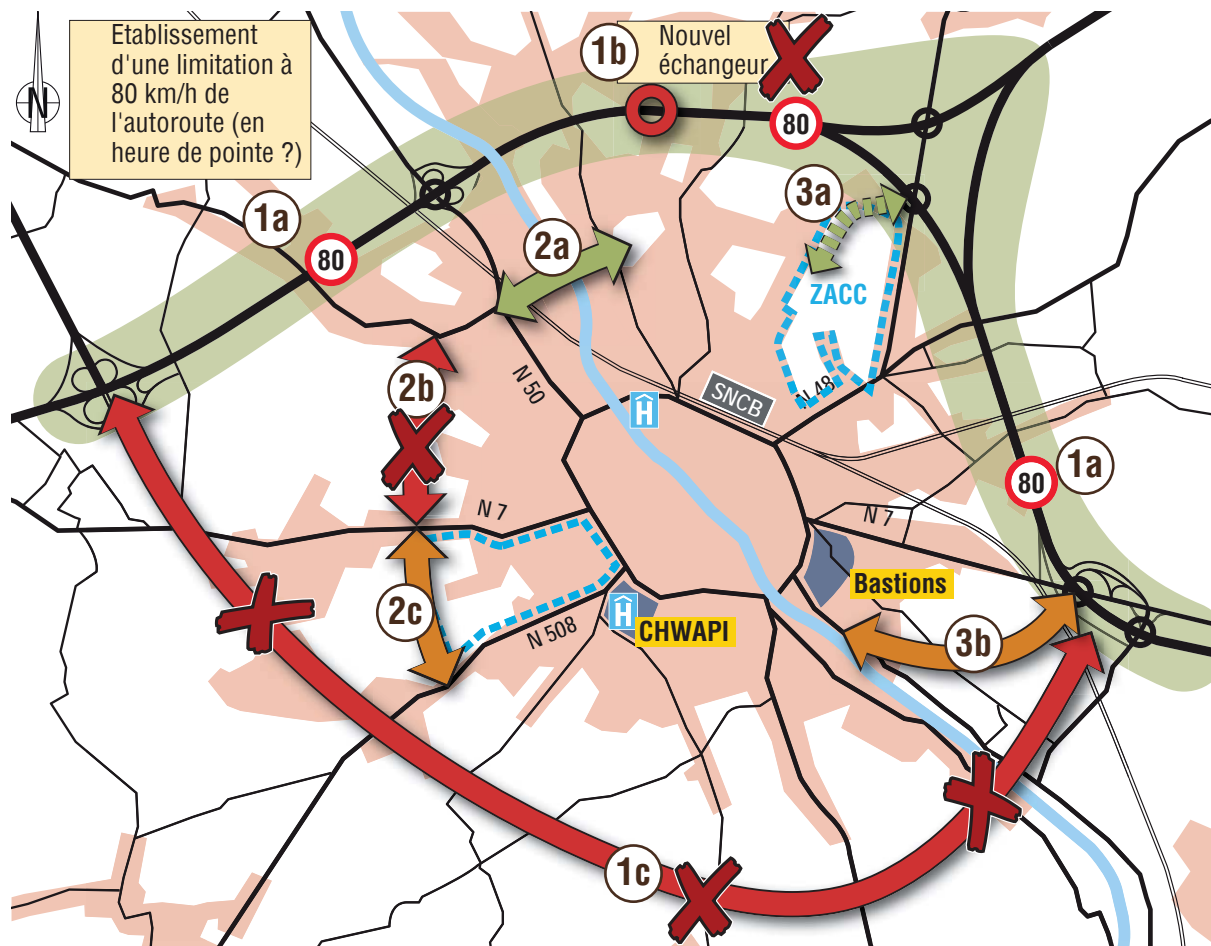 N
Etablissement
d'une limitation à
80 km/h de
l'autoroute (en
heure de pointe ?)
1b
Nouvel
échangeur
80
3a
1a
80
2a
ZACC
2b
N 50
N 48
SNCB
H
1a
80
N 7
N 7
Bastions
2c
H
CHWAPI
N 508
3b
1c